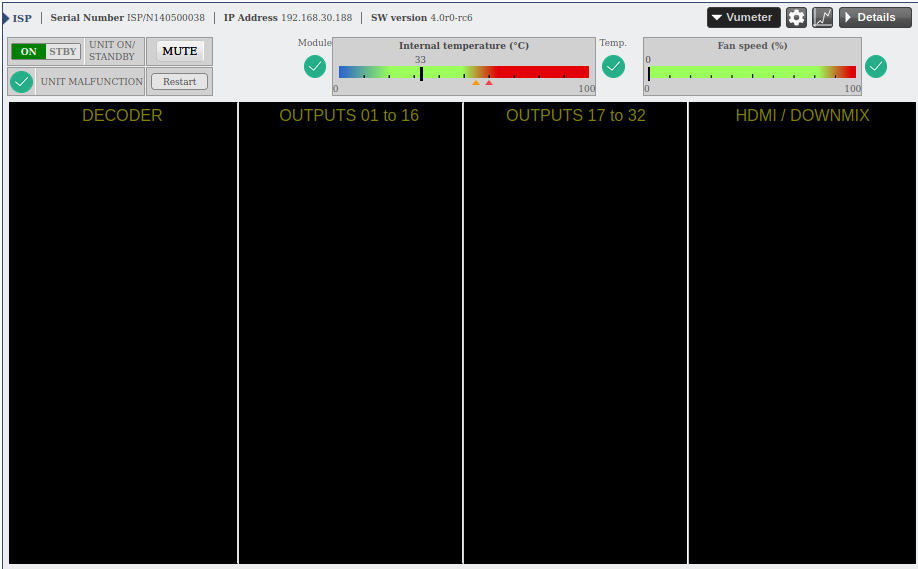 ISP Serial Number ISP/N140500038 IP Address 192.168.30.188 SW version 4.0r0-rc6 Vumeter Details
ON STBY UNIT ON/
STANDBY
MUTE
UNIT MALFUNCTION Restart
Module
Internal temperature (°C)
33
0 100
Temp.
Fan speed (%)
0
0 100
DECODER OUTPUTS 01 to 16 OUTPUTS 17 to 32 HDMI / DOWNMIX